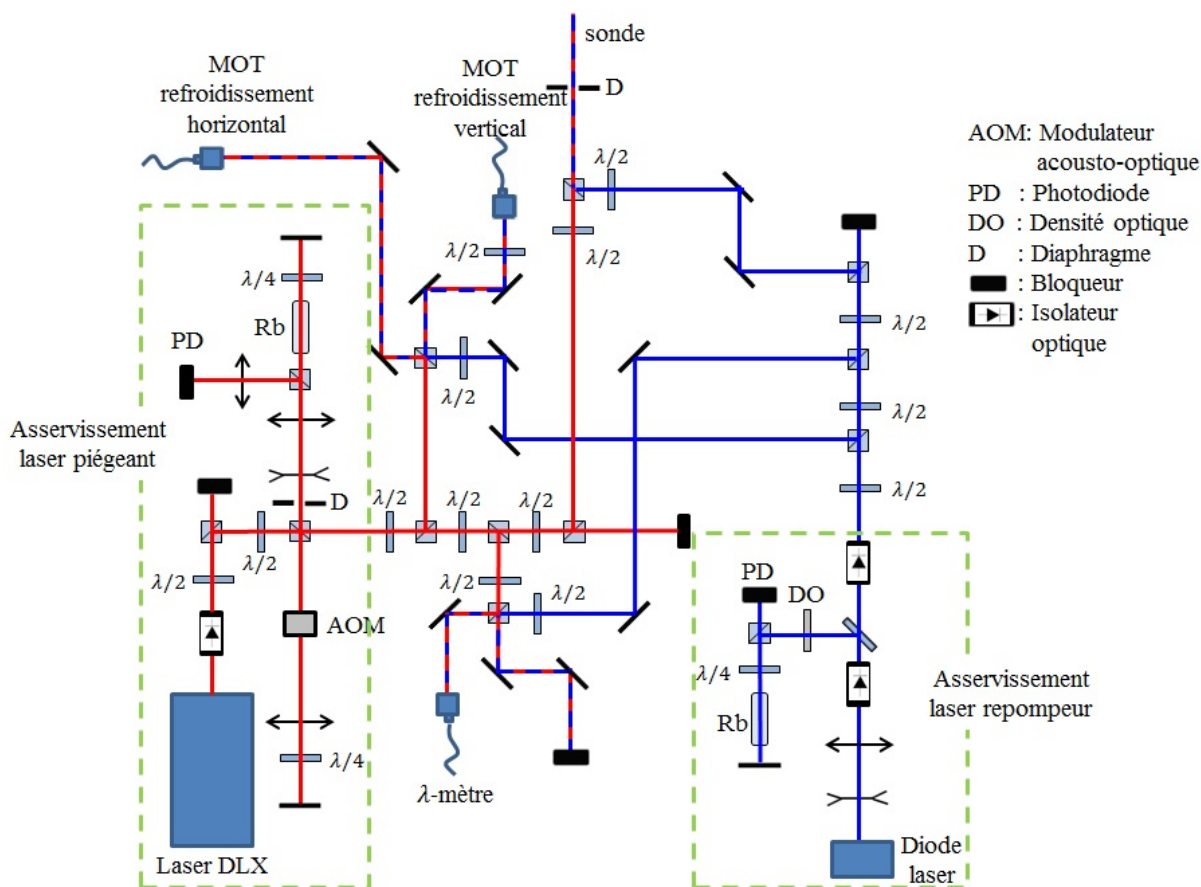 sonde
D
MOT
refroidissement
horizontal
MOT
refroidissement
vertical
λ/2
λ/2
λ/2
AOM: Modulateur
acousto-optique
PD : Photodiode
DO : Densité optique
D : Diaphragme
: Bloqueur
: Isolateur
optique
λ/4
Rb
PD
λ/2
λ/2
λ/2
λ/2
Asservissement
laser piégeant
D
λ/2
λ/2
λ/2
λ/2
λ/2
λ/2
λ/2
AOM
PD
DO
λ/4
Rb
Asservissement
laser repompeur
λ/4
λ-mètre
Laser DLX
Diode
laser